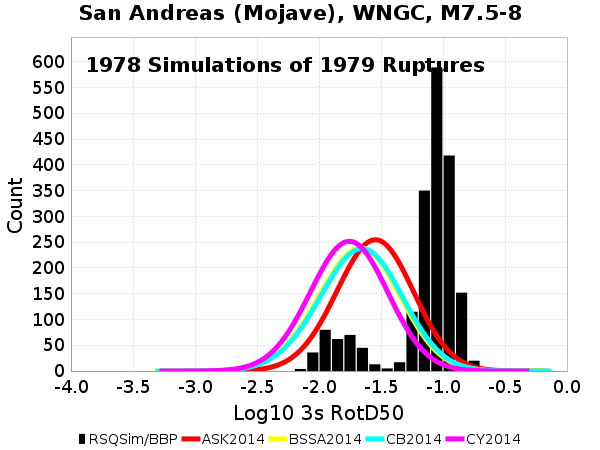 San Andreas (Mojave), WNGC, M7.5-8
1978 Simulations of 1979 Ruptures
600
550
500
450
400
350
300
250
200
150
100
50
0
Count
-4.0 -3.5 -3.0 -2.5 -2.0 -1.5 -1.0 -0.5 0.0
Log10 3s RotD50
RSQSim/BBP ASK2014 BSSA2014 CB2014 CY2014